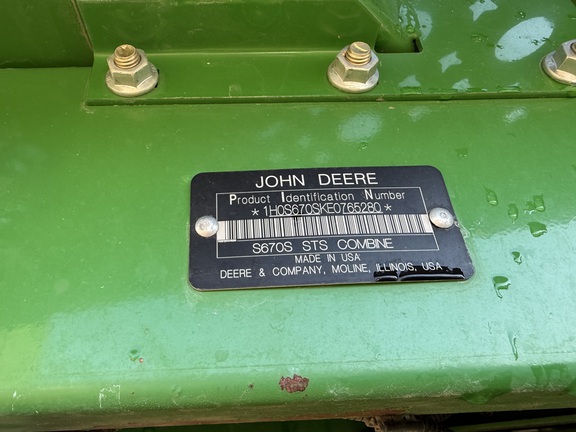 JOHN DEERE
Product Identification Number
*1H0S670SKE0765280*
S670S STS COMBINE
MADE IN USA
DEERE & COMPANY, MOLINE, ILLINOIS, USA